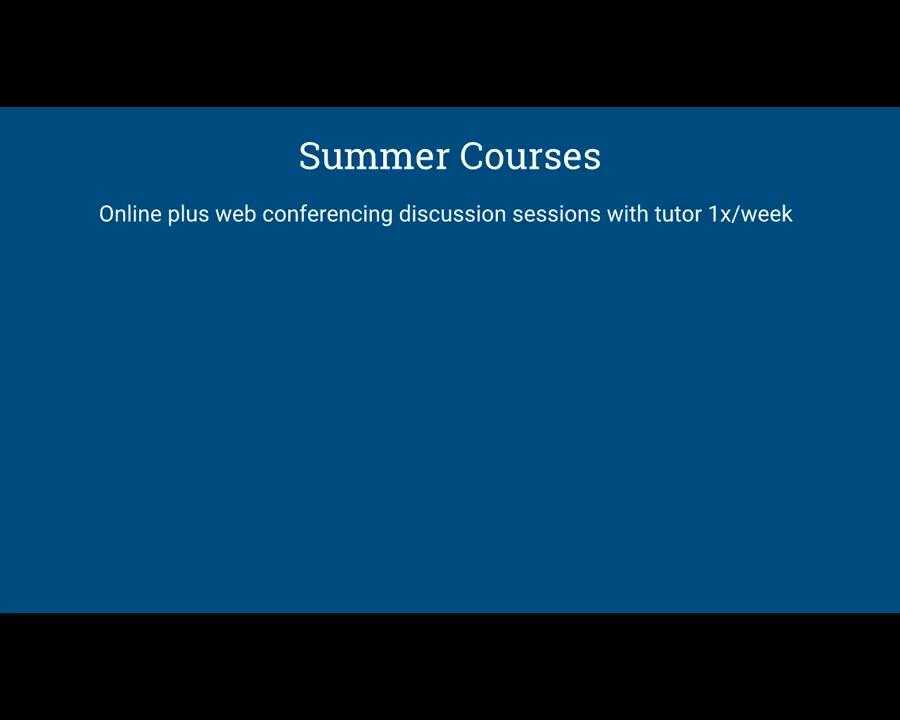 Summer Courses
Online plus web conferencing discussion sessions with tutor 1x/week